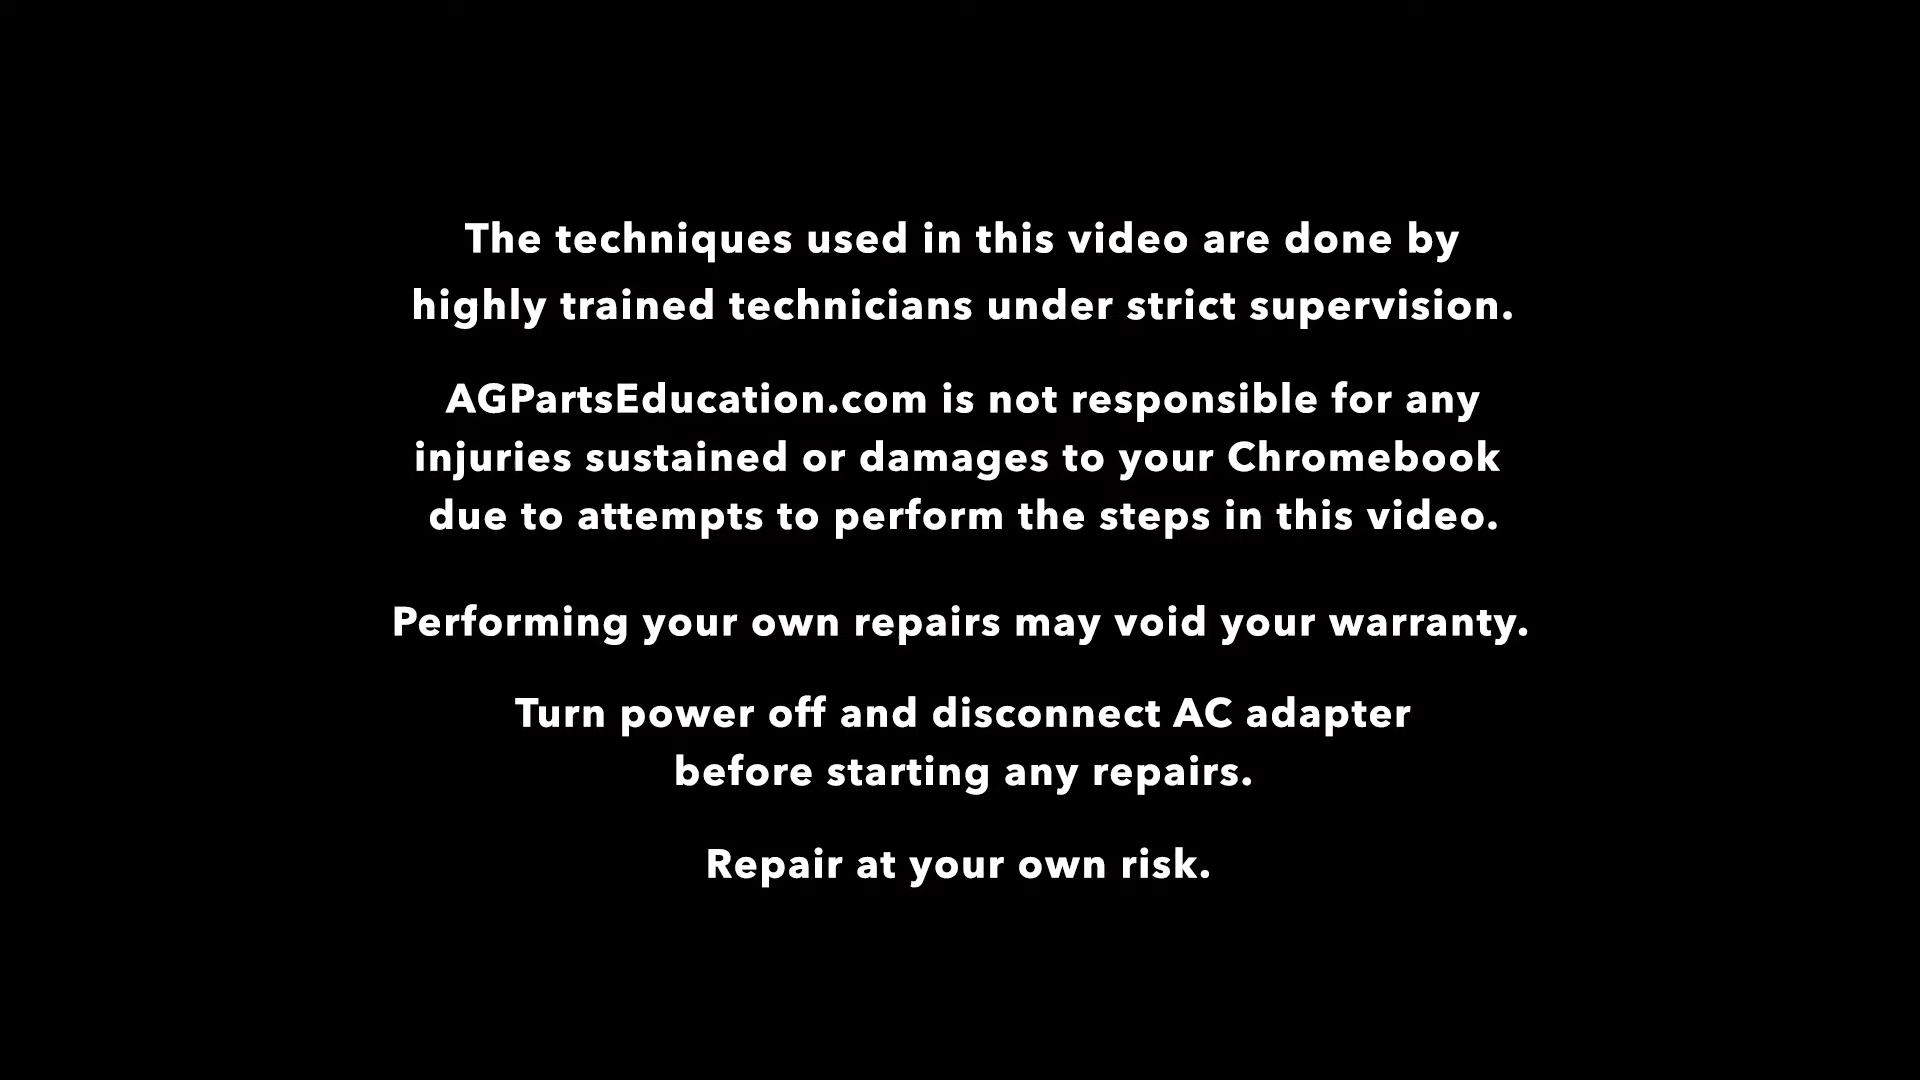 The techniques used in this video are done by
highly trained technicians under strict supervision.
AGPartsEducation.com is not responsible for any
injuries sustained or damages to your Chromebook
due to attempts to perform the steps in this video.
Performing your own repairs may void your warranty.
Turn power off and disconnect AC adapter
before starting any repairs.
Repair at your own risk.